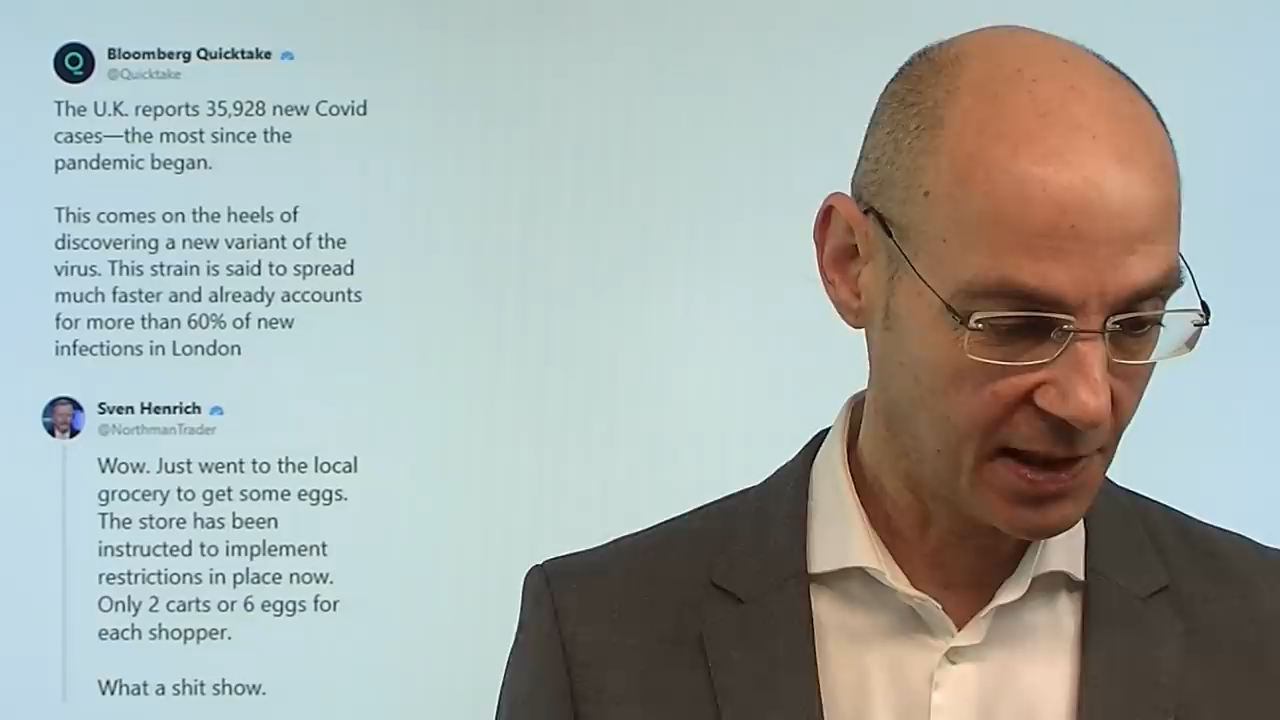 Bloomberg Quicktake
@Quicktake
The U.K. reports 35,928 new Covid
cases—the most since the
pandemic began.
This comes on the heels of
discovering a new variant of the
virus. This strain is said to spread
much faster and already accounts
for more than 60% of new
infections in London
Sven Henrich
@NorthmanTrader
Wow. Just went to the local
grocery to get some eggs.
The store has been
instructed to implement
restrictions in place now.
Only 2 carts or 6 eggs for
each shopper.
What a shit show.